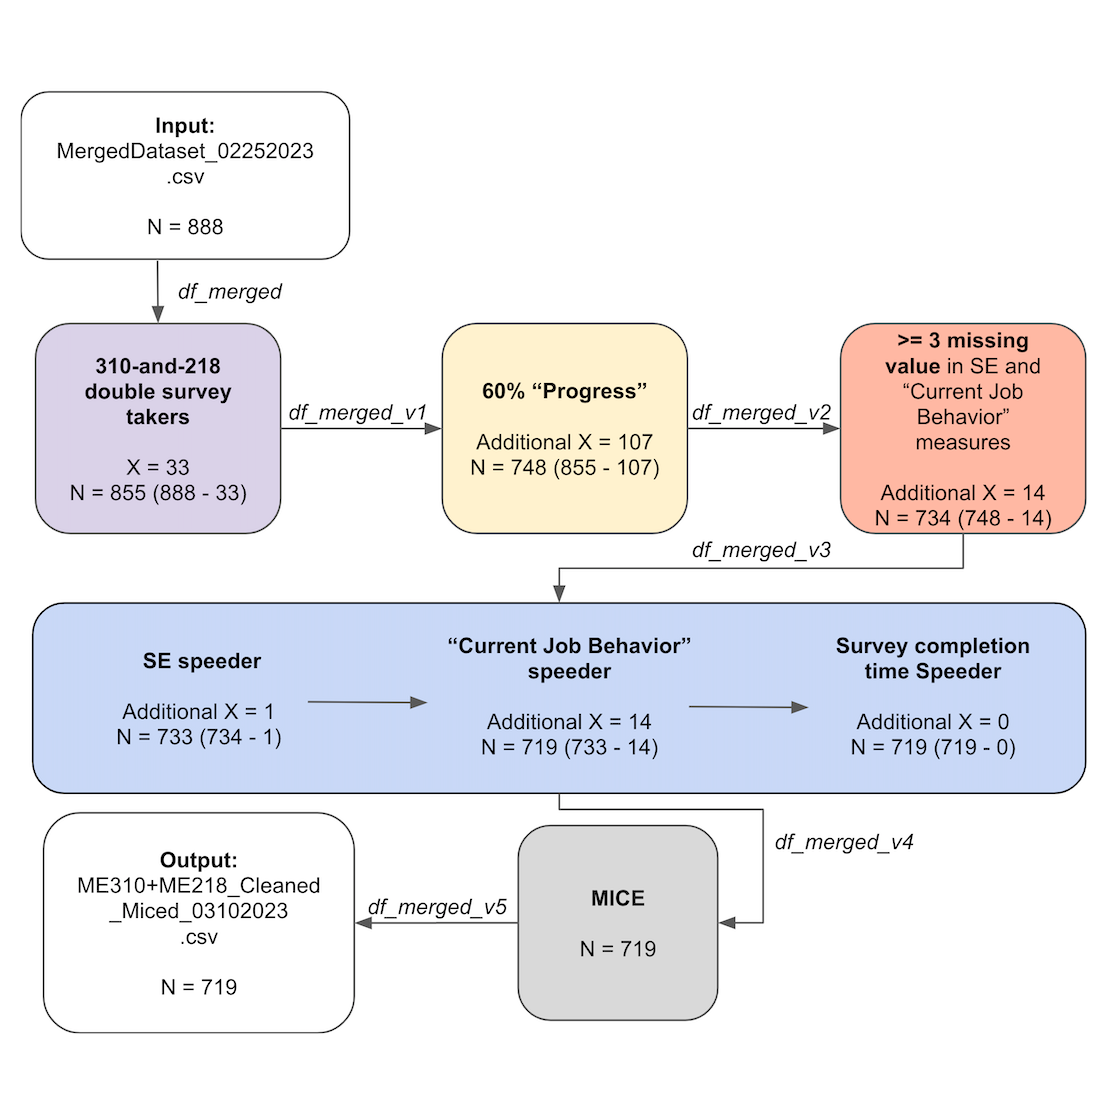 Input:
MergedDataset_02252023
.csv
N = 888
df_merged
310-and-218
double survey
takers
X = 33
N = 855 (888 - 33)
df_merged_v1
60% “Progress”
Additional X = 107
N = 748 (855 - 107)
df_merged_v2
>= 3 missing
value in SE and
“Current Job
Behavior”
measures
Additional X = 14
N = 734 (748 - 14)
df_merged_v3
SE speeder
Additional X = 1
N = 733 (734 - 1)
“Current Job Behavior”
speeder
Additional X = 14
N = 719 (733 - 14)
Survey completion
time Speeder
Additional X = 0
N = 719 (719 - 0)
df_merged_v4
MICE
N = 719
df_merged_v5
Output:
ME310+ME218_Cleaned
_Miced_03102023
.csv
N = 719